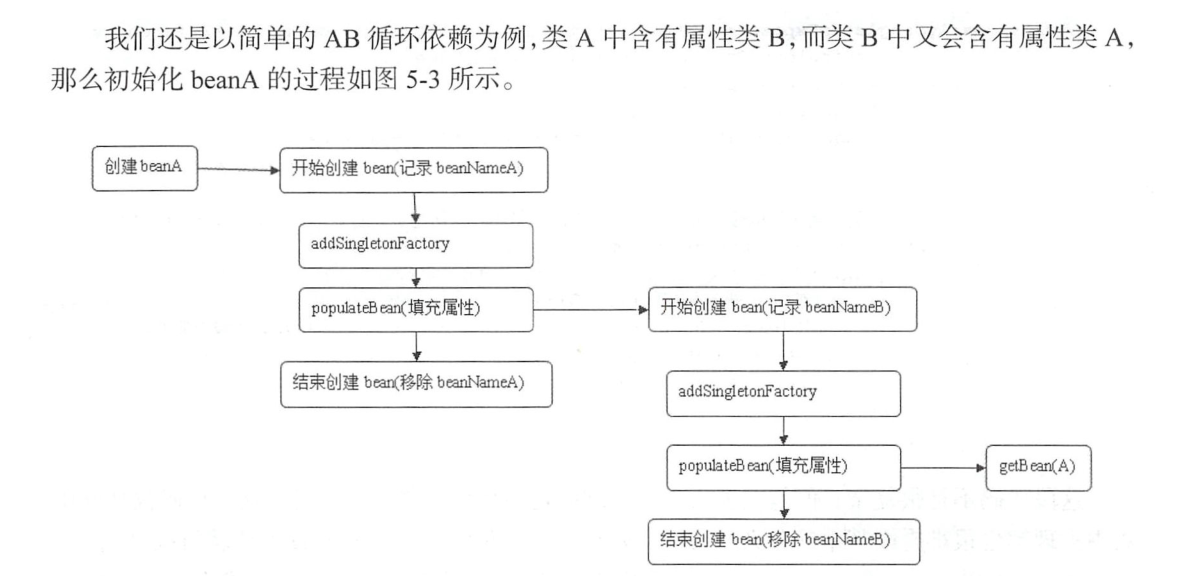 我们还是以简单的 AB 循环依赖为例,类 A 中含有属性类 B,而类 B 中又会含有属性类 A,
那么初始化 beanA 的过程如图 5-3 所示。
创建 beanA
开始创建 bean(记录 beanNameA)
addSingletonFactory
populateBean(填充属性)
结束创建 bean(移除 beanNameA)
开始创建 bean(记录 beanNameB)
addSingletonFactory
populateBean(填充属性)
getBean(A)
结束创建 bean(移除 beanNameB)